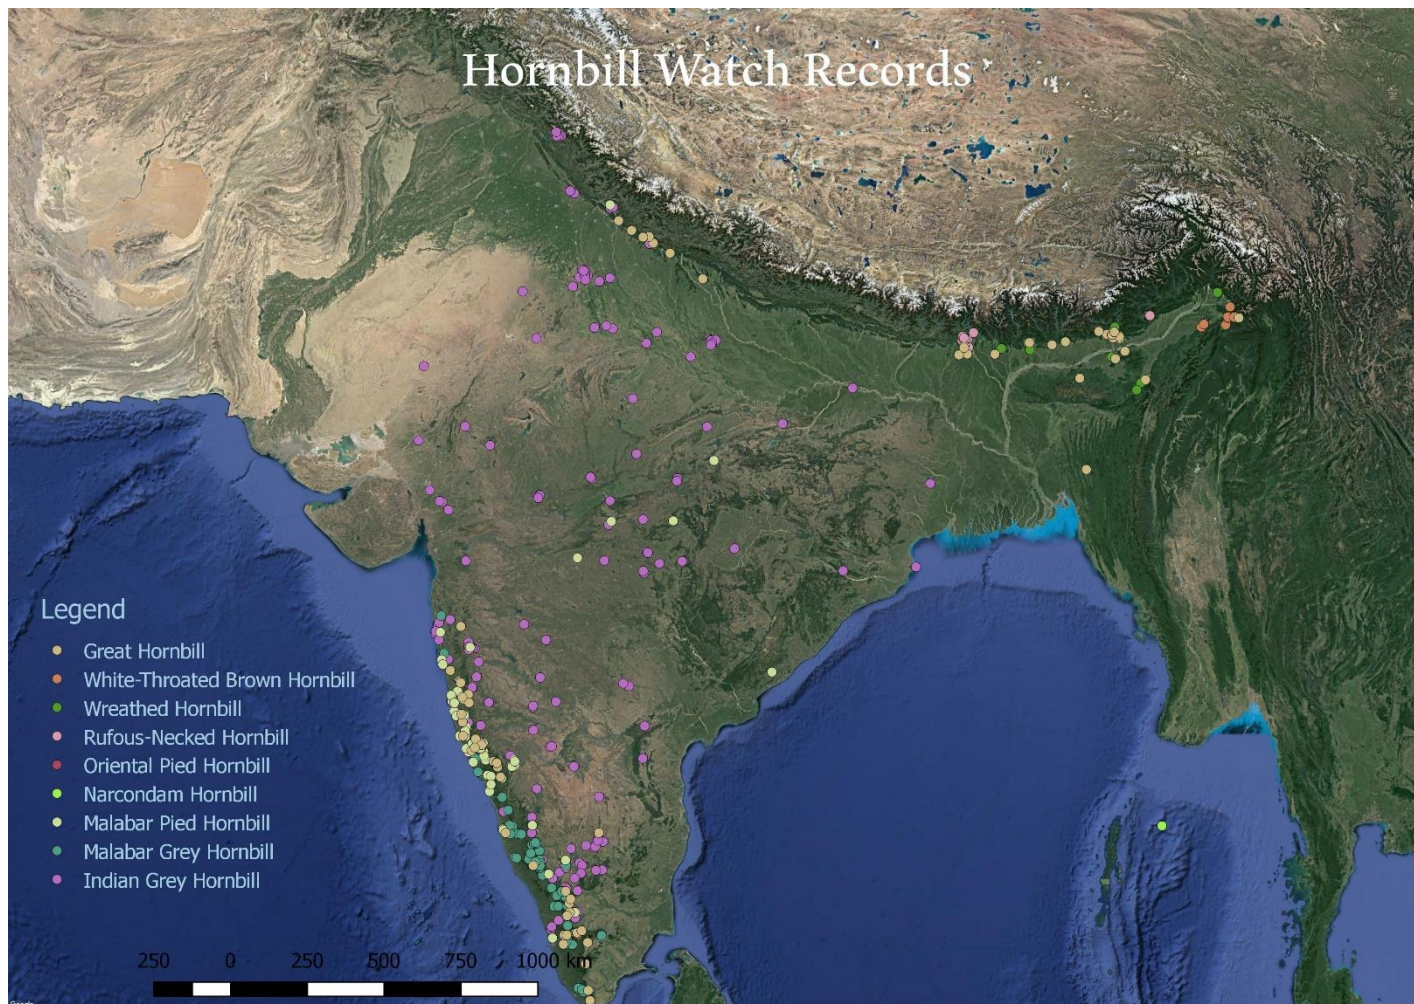 Hornbill Watch Records
Legend
Great Hornbill
White-Throated Brown Hornbill
Wreathed Hornbill
Rufous-Necked Hornbill
Oriental Pied Hornbill
Narcondam Hornbill
Malabar Pied Hornbill
Malabar Grey Hornbill
Indian Grey Hornbill
250 0 250 500 750 1000 km